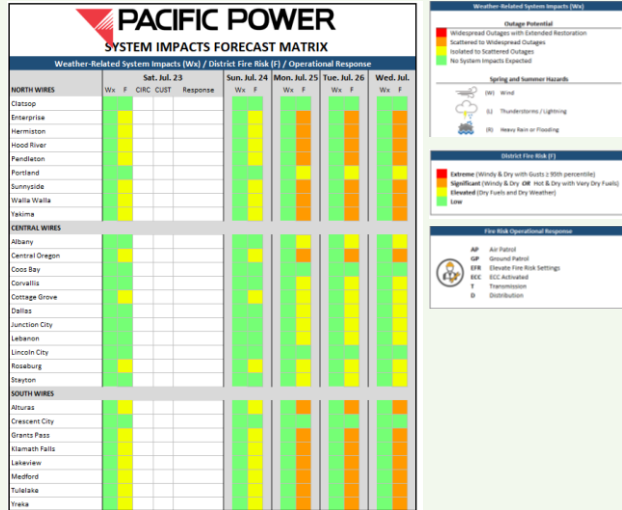 PACIFIC POWER
SYSTEM IMPACTS FORECAST MATRIX
Weather-Related System Impacts (Wx) / District Fire Risk (F) / Operational Response
Sat. Jul. 23 Sun. Jul. 24 Mon. Jul. 25 Tue. Jul. 26 Wed. Jul.
NORTH WIRES Wx F CIRC CUST Response Wx F Wx F Wx F Wx F
Clatsop
Enterprise
Hermiston
Hood River
Pendleton
Portland
Sunnyside
Walla Walla
Yakima
CENTRAL WIRES
Albany
Central Oregon
Coos Bay
Corvallis
Cottage Grove
Dallas
Junction City
Lebanon
Lincoln City
Roseburg
Stayton
SOUTH WIRES
Alturas
Crescent City
Grants Pass
Klamath Falls
Lakeview
Medford
Tulelake
Yreka
Weather-Related System Impacts (Wx)
Outage Potential
Widespread Outages with Extended Restoration
Scattered to Widespread Outages
Isolated to Scattered Outages
No System Impacts Expected
Spring and Summer Hazards
(W) Wind
(L) Thunderstorms / Lightning
(R) Heavy Rain or Flooding
District Fire Risk (F)
Extreme (Windy & Dry with Gusts ≥ 95th percentile)
Significant (Windy & Dry OR Hot & Dry with Very Dry Fuels)
Elevated (Dry Fuels and Dry Weather)
Low
Fire Risk Operational Response
AP Air Patrol
GP Ground Patrol
EFR Elevate Fire Risk Settings
ECC ECC Activated
T Transmission
D Distribution